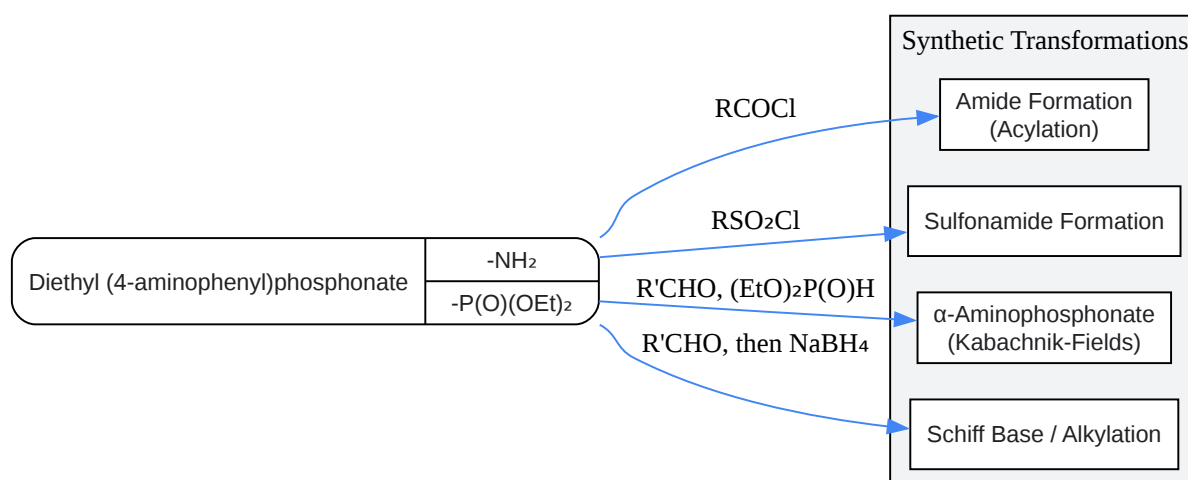 Synthetic Transformations
RCOCl
Amide Formation
(Acylation)
RSO₂Cl
Sulfonamide Formation
Diethyl (4-aminophenyl)phosphonate
-NH₂
-P(O)(OEt)₂
R'CHO, (EtO)₂P(O)H
α-Aminophosphonate
(Kabachnik-Fields)
R'CHO, then NaBH₄
Schiff Base / Alkylation